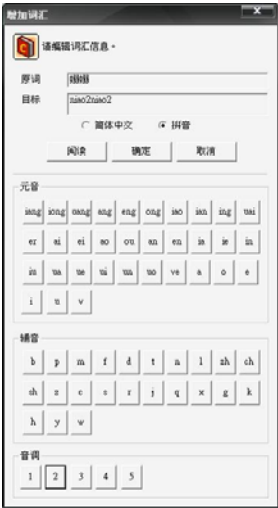 增加词汇
请编辑词汇信息。
原词
目标 niao2niao2
简体中文 拼音
阅读 确定 取消
元音
iang iong uang ang eng ong iao ian ing uai
er ai ei ao ou an en ia ie in
iu ua ue ui un uo ve a o e
i u v
辅音
b p m f d t n l zh ch
sh z c s r j q x g k
h y w
音调
1 2 3 4 5